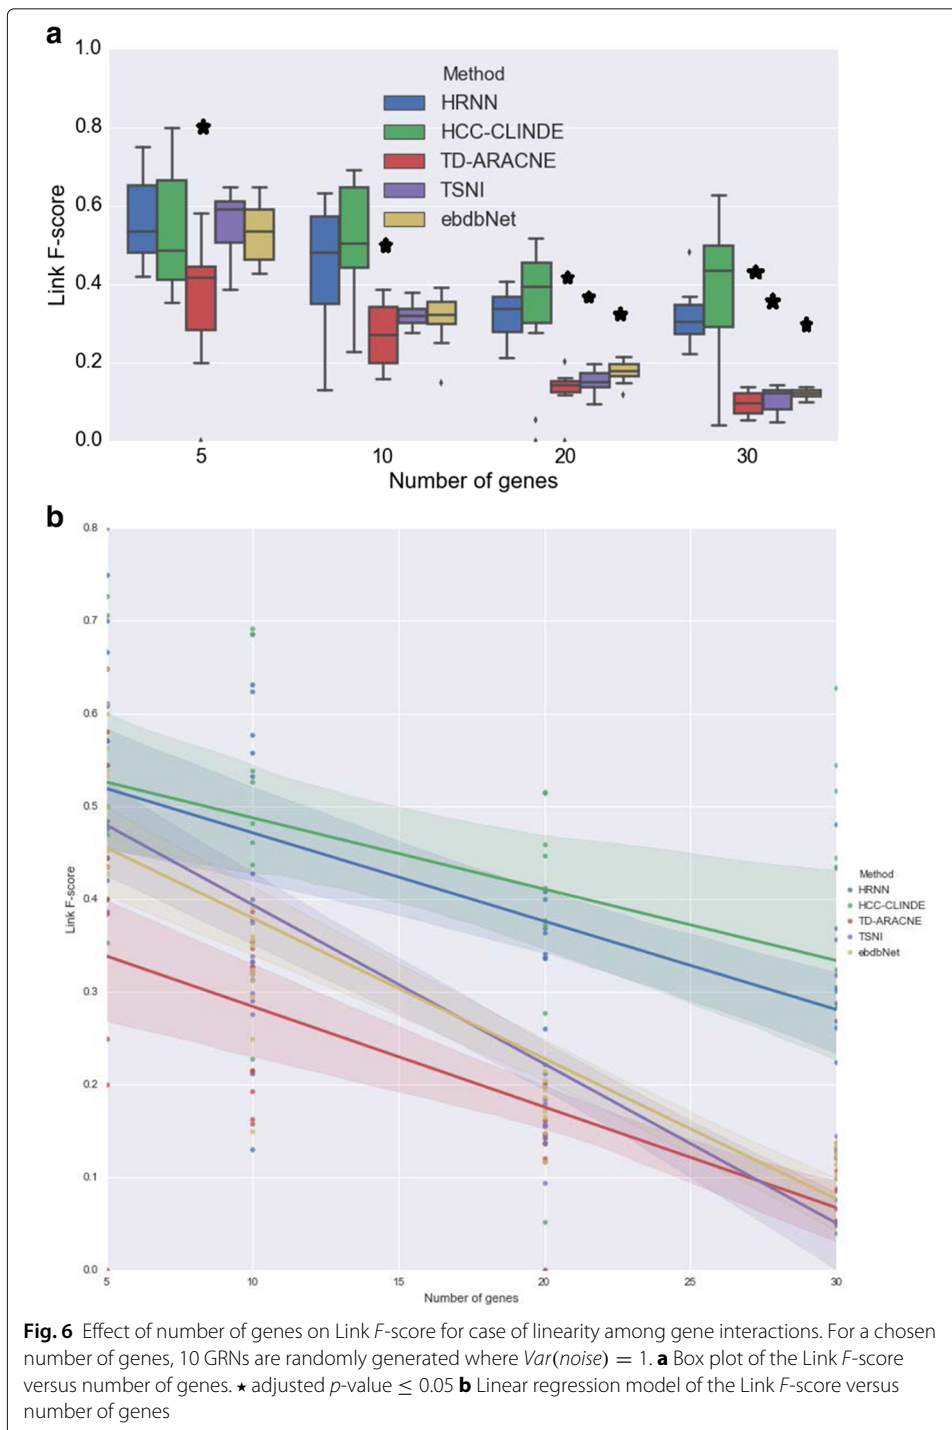 a
1.0
0.8
0.6
0.4
0.2
0.0
Link F-score
Method
HRNN
HCC-CLINDE
TD-ARACNE
TSNI
ebdbNet
5
10
20
30
Number of genes
b
0.8
0.7
0.6
0.5
0.4
0.3
0.2
0.1
0.0
Link F-score
Method
HRNN
HCC-CLINDE
TD-ARACNE
TSNI
ebdbNet
5
10
15
20
25
30
Number of genes
Fig. 6 Effect of number of genes on Link F-score for case of linearity among gene interactions. For a chosen
number of genes, 10 GRNs are randomly generated where Var(noise) = 1. a Box plot of the Link F-score
versus number of genes. ⋆ adjusted p-value ≤ 0.05 b Linear regression model of the Link F-score versus
number of genes